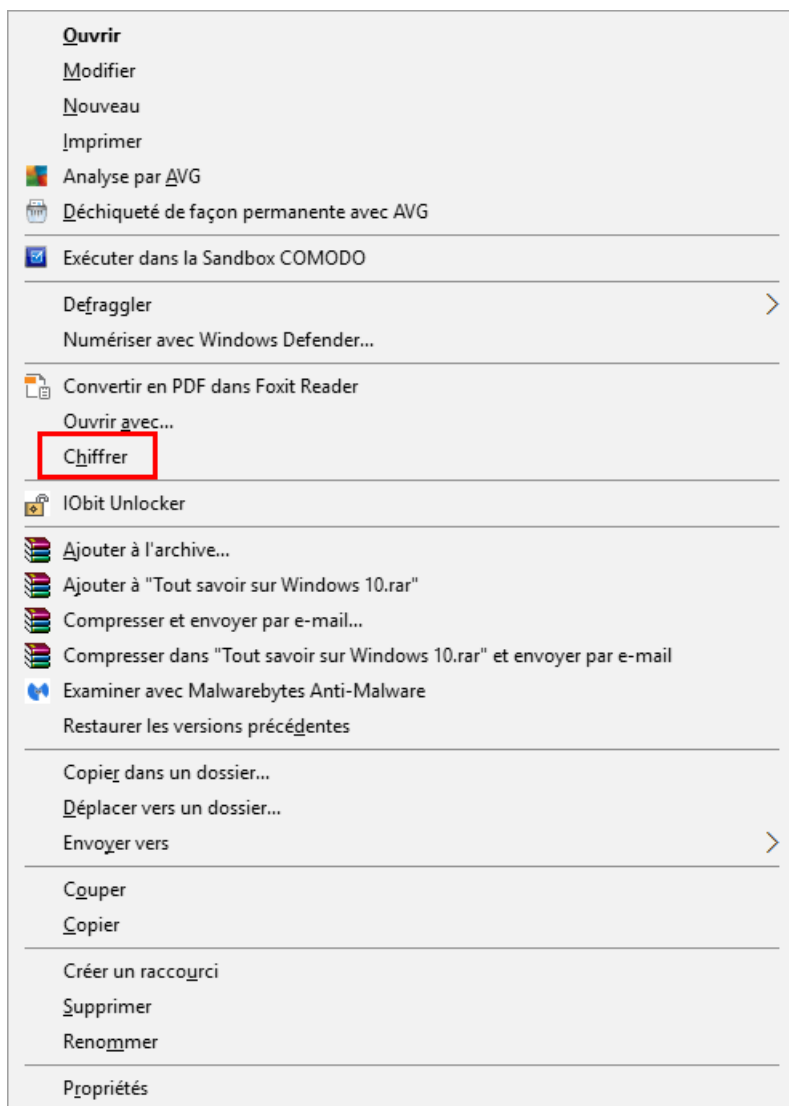 Ouvrir
Modifier
Nouveau
Imprimer
Analyse par AVG
Déchiqueté de façon permanente avec AVG
Exécuter dans la Sandbox COMODO
Defraggler
Numériser avec Windows Defender...
Convertir en PDF dans Foxit Reader
Ouvrir avec...
Chiffrer
IObit Unlocker
Ajouter à l'archive...
Ajouter à "Tout savoir sur Windows 10.rar"
Compresser et envoyer par e-mail...
Compresser dans "Tout savoir sur Windows 10.rar" et envoyer par e-mail
Examiner avec Malwarebytes Anti-Malware
Restaurer les versions précédentes
Copier dans un dossier...
Déplacer vers un dossier...
Envoyer vers
Couper
Copier
Créer un raccourci
Supprimer
Renommer
Propriétés